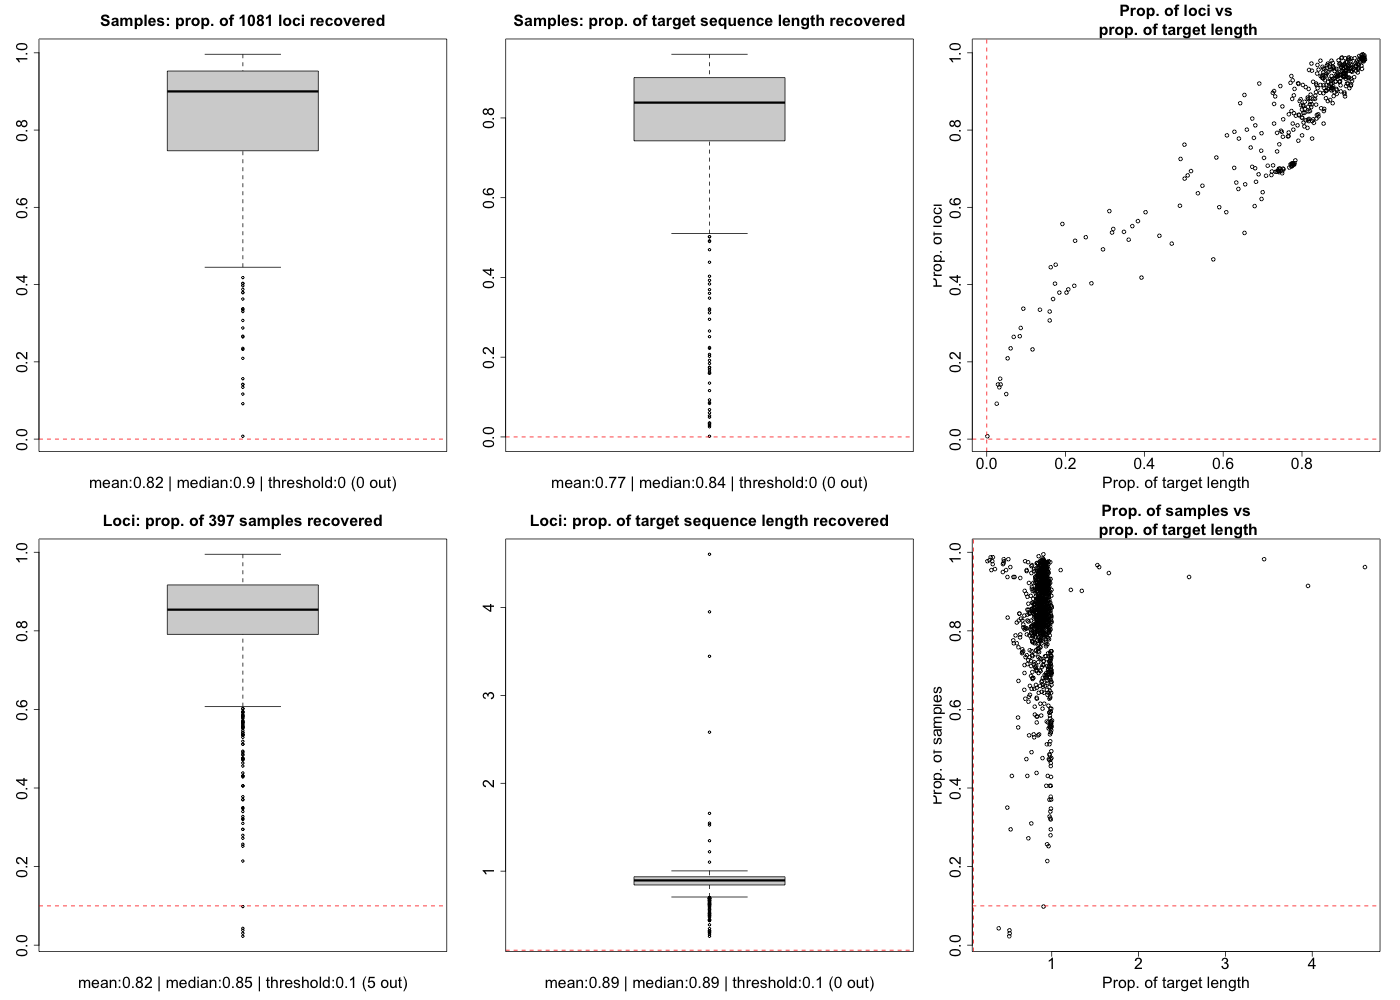 Samples: prop. of 1081 loci recovered
0.0 0.2 0.4 0.6 0.8 1.0
mean:0.82 | median:0.9 | threshold:0 (0 out)
Samples: prop. of target sequence length recovered
0.0 0.2 0.4 0.6 0.8
mean:0.77 | median:0.84 | threshold:0 (0 out)
Prop. of loci vs
prop. of target length
Prop. of loci
0.0 0.2 0.4 0.6 0.8 1.0
0.0 0.2 0.4 0.6 0.8
Prop. of target length
Loci: prop. of 397 samples recovered
0.0 0.2 0.4 0.6 0.8 1.0
mean:0.82 | median:0.85 | threshold:0.1 (5 out)
Loci: prop. of target sequence length recovered
1 2 3 4
mean:0.89 | median:0.89 | threshold:0.1 (0 out)
Prop. of samples vs
prop. of target length
Prop. of samples
0.0 0.2 0.4 0.6 0.8 1.0
1 2 3 4
Prop. of target length